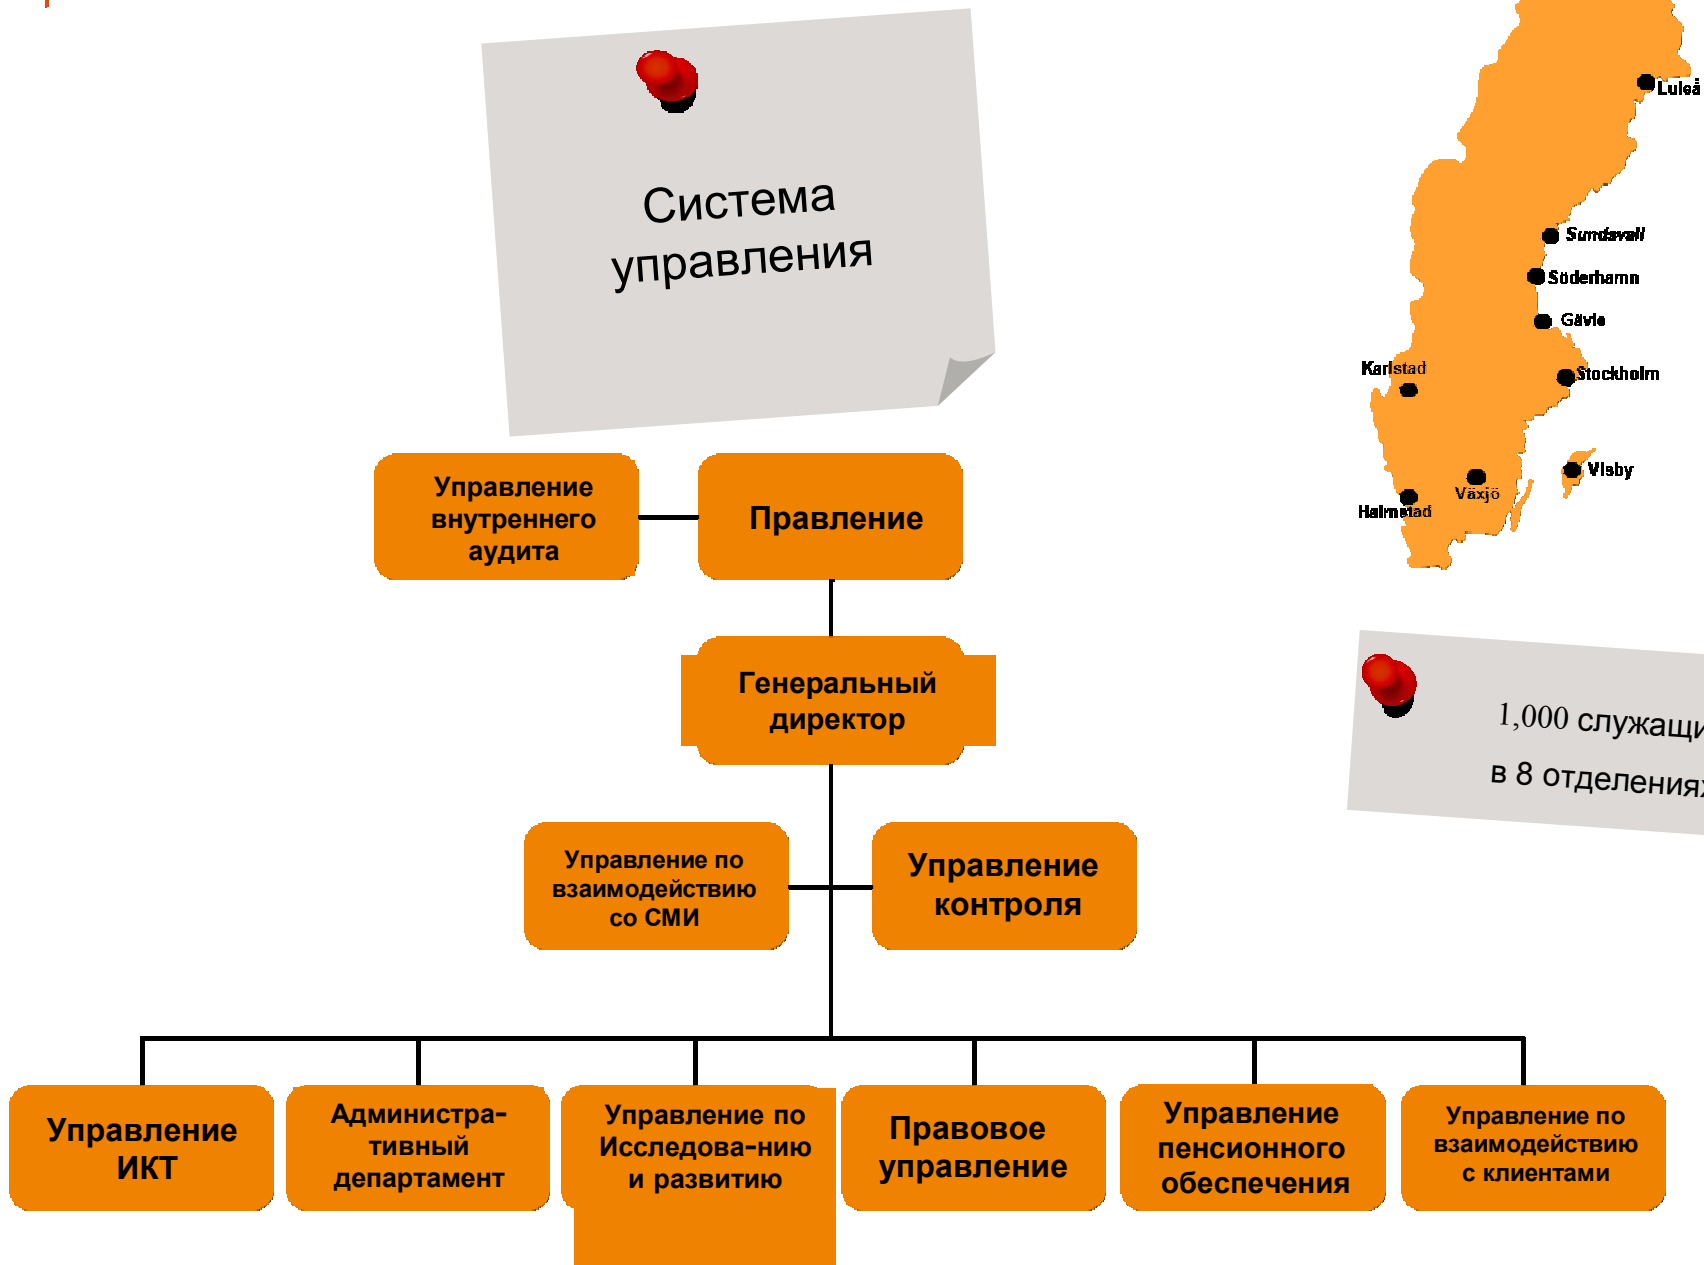 Система
управления
Luleå
Sundsvall
Söderhamn
Gävle
Karlstad
Stockholm
Visby
Växjö
Halmstad
Управление
внутреннего
аудита
Правление
Генеральный
директор
1,000 служащи
в 8 отделениях
Управление по
взаимодействию
со СМИ
Управление
контроля
Управление
ИКТ
Администра-
тивный
департамент
Управление по
Исследова-нию
и развитию
Правовое
управление
Управление
пенсионного
обеспечения
Управление по
взаимодействию
с клиентами